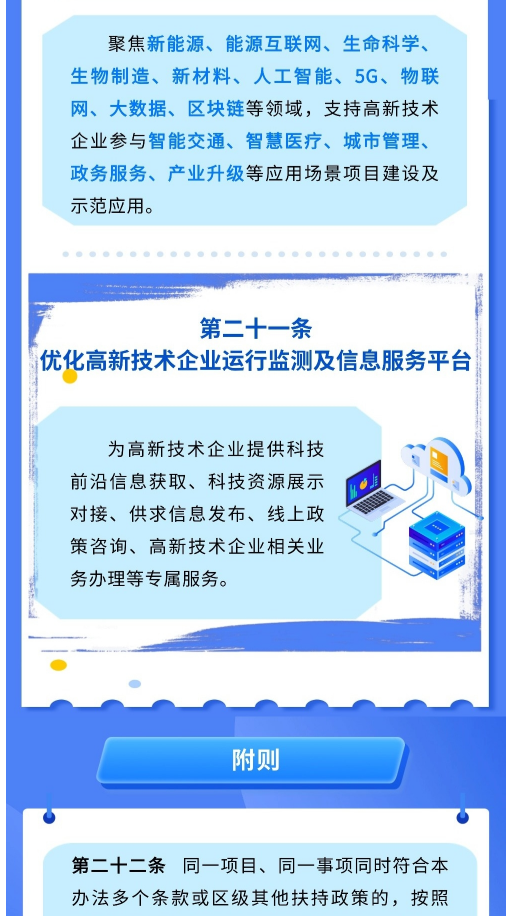 聚焦新能源、能源互联网、生命科学、
生物制造、新材料、人工智能、5G、物联
网、大数据、区块链等领域，支持高新技术
企业参与智能交通、智慧医疗、城市管理、
政务服务、产业升级等应用场景项目建设及
示范应用。
第二十一条
优化高新技术企业运行监测及信息服务平台
为高新技术企业提供科技
前沿信息获取、科技资源展示
对接、供求信息发布、线上政
策咨询、高新技术企业相关业
务办理等专属服务。
附则
第二十二条 同一项目、同一事项同时符合本
办法多个条款或区级其他扶持政策的，按照